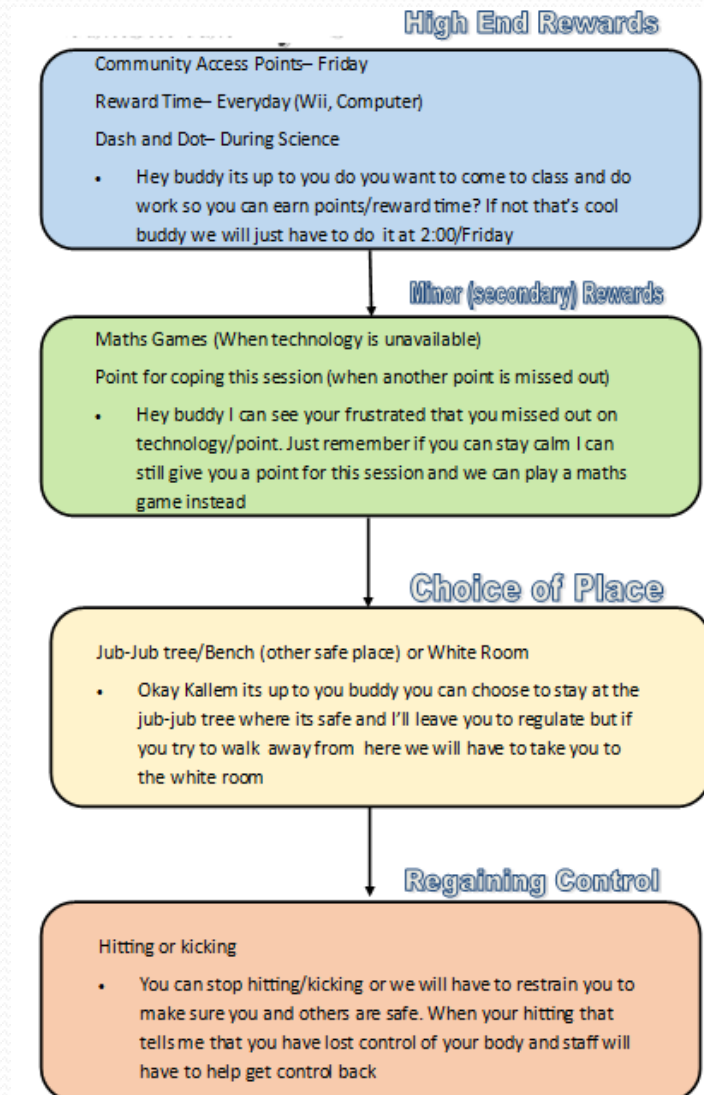 High End Rewards
Community Access Points– Friday
Reward Time– Everyday (Wii, Computer)
Dash and Dot– During Science
• Hey buddy its up to you do you want to come to class and do
work so you can earn points/reward time? If not that's cool
buddy we will just have to do it at 2:00/Friday
Minor (secondary) Rewards
Maths Games (When technology is unavailable)
Point for coping this session (when another point is missed out)
• Hey buddy I can see your frustrated that you missed out on
technology/point. Just remember if you can stay calm I can
still give you a point for this session and we can play a maths
game instead
Choice of Place
Jub-Jub tree/Bench (other safe place) or White Room
• Okay Kallem its up to you buddy you can choose to stay at the
jub-jub tree where its safe and I'll leave you to regulate but if
you try to walk away from here we will have to take you to
the white room
Regaining Control
Hitting or kicking
• You can stop hitting/kicking or we will have to restrain you to
make sure you and others are safe. When your hitting that
tells me that you have lost control of your body and staff will
have to help get control back